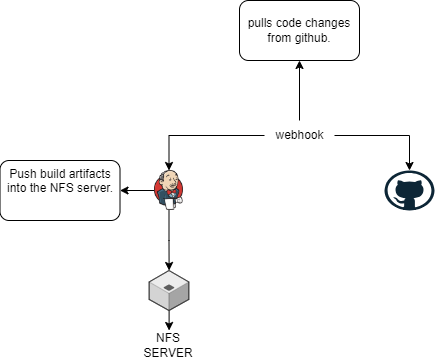 pulls code changes
from github.
webhook
Push build artifacts
into the NFS server.
NFS
SERVER